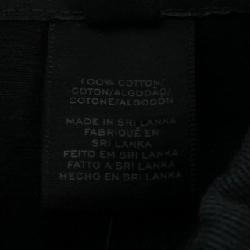 100% COTTON/
COTON/ALGODÃO/
COTONE/ALGODÓN
MADE IN SRI LANKA
FABRIQUÉ EN
SRI LANKA
FEITO EM SRI LANKA
FATTO A SRI LANKA
HECHO EN SRI LANKA